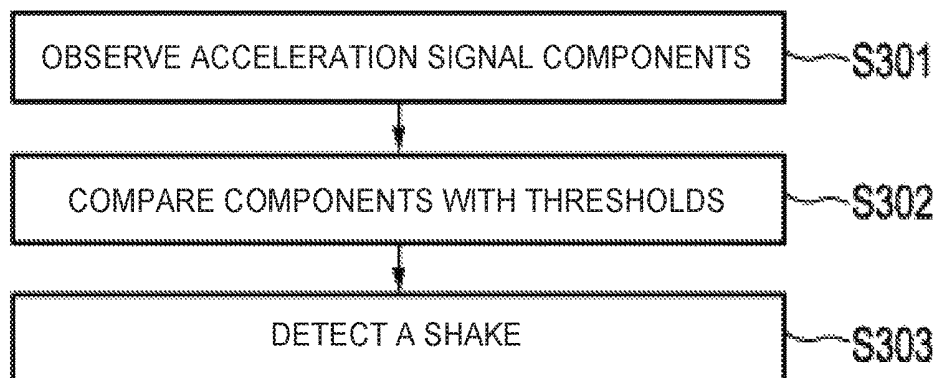 OBSERVE ACCELERATION SIGNAL COMPONENTS S301
COMPARE COMPONENTS WITH THRESHOLDS S302
DETECT A SHAKE S303